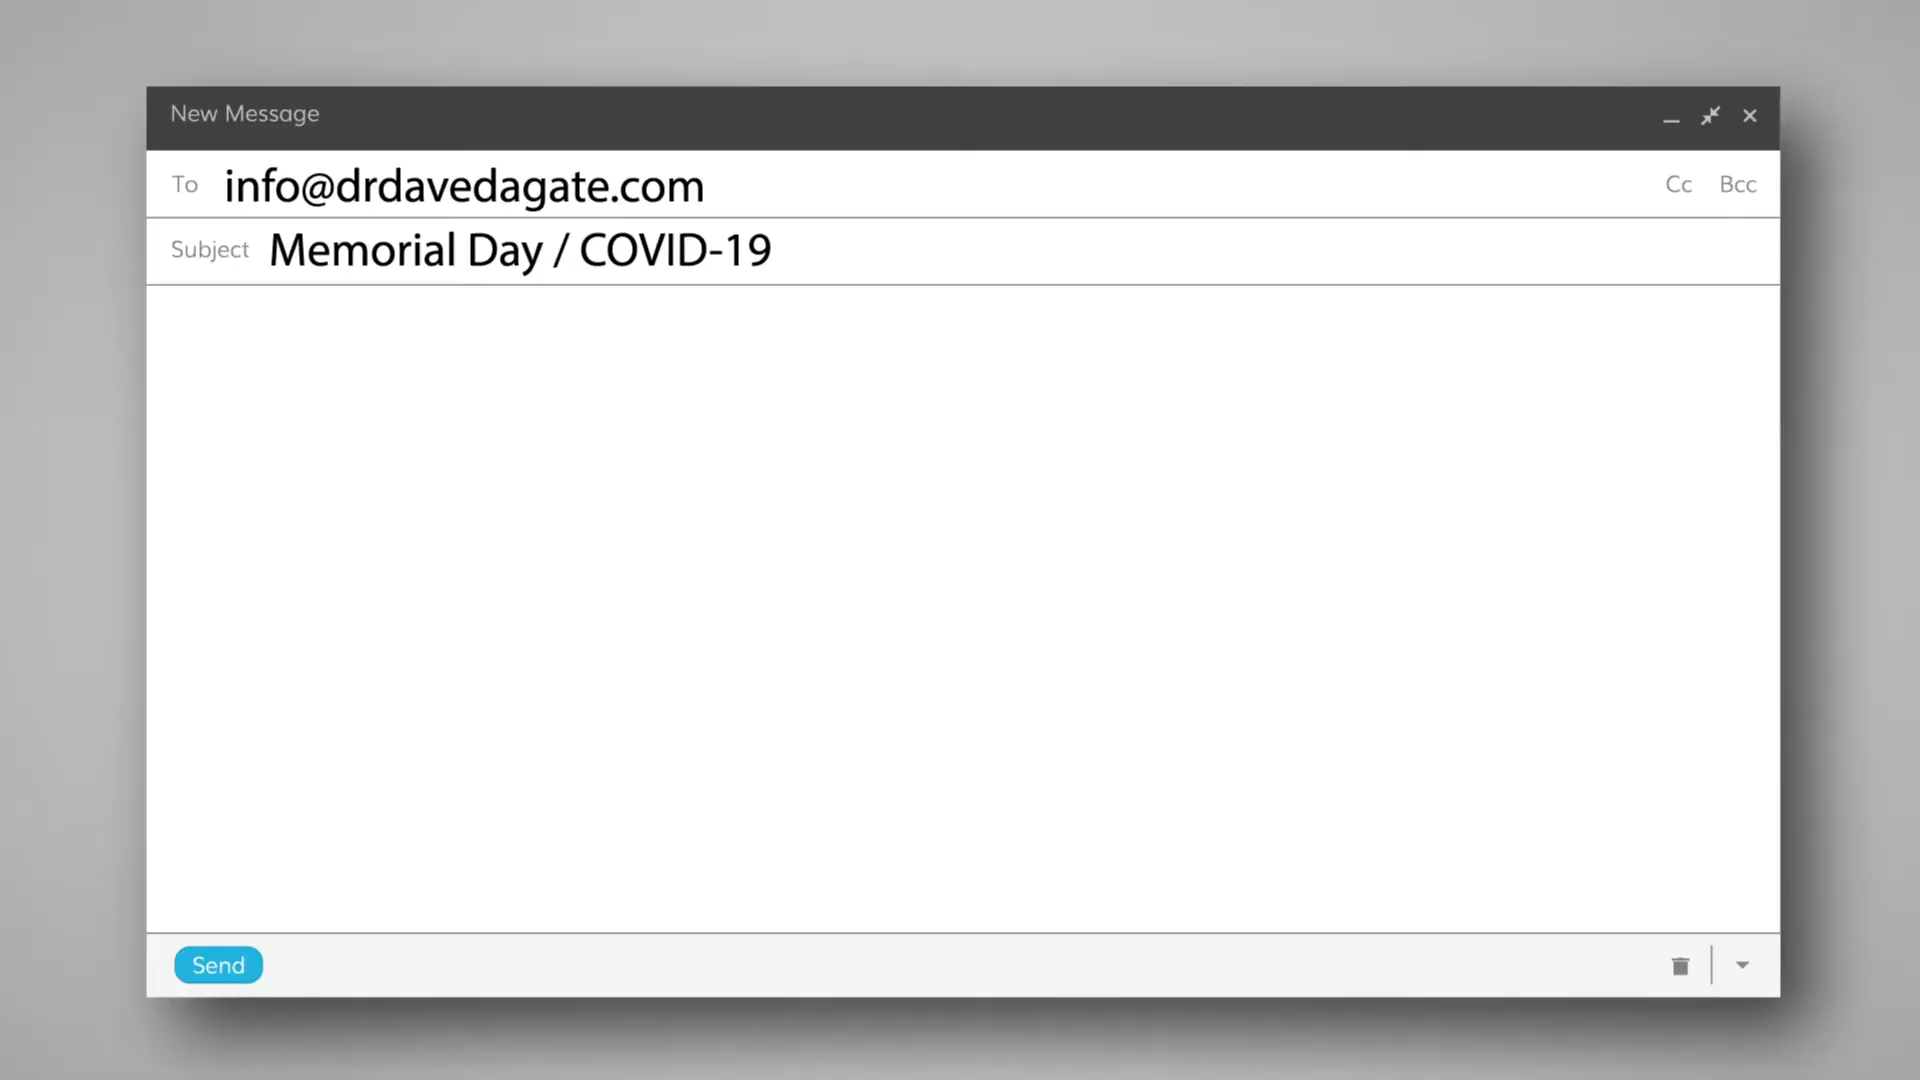 New Message
To info@drdavedagate.com Cc Bcc
Subject Memorial Day / COVID-19
Send